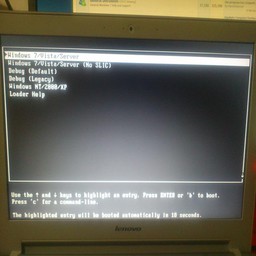 Windows 7/Vista/Server
Windows 7/Vista/Server (No SLIC)
Debug (Default)
Debug (Legacy)
Windows NT/2000/XP
Loader Help
Use the ↑ and ↓ keys to highlight an entry. Press ENTER or 'b' to boot.
Press 'c' for a command-line.
The highlighted entry will be booted automatically in 18 seconds.
Lenovo